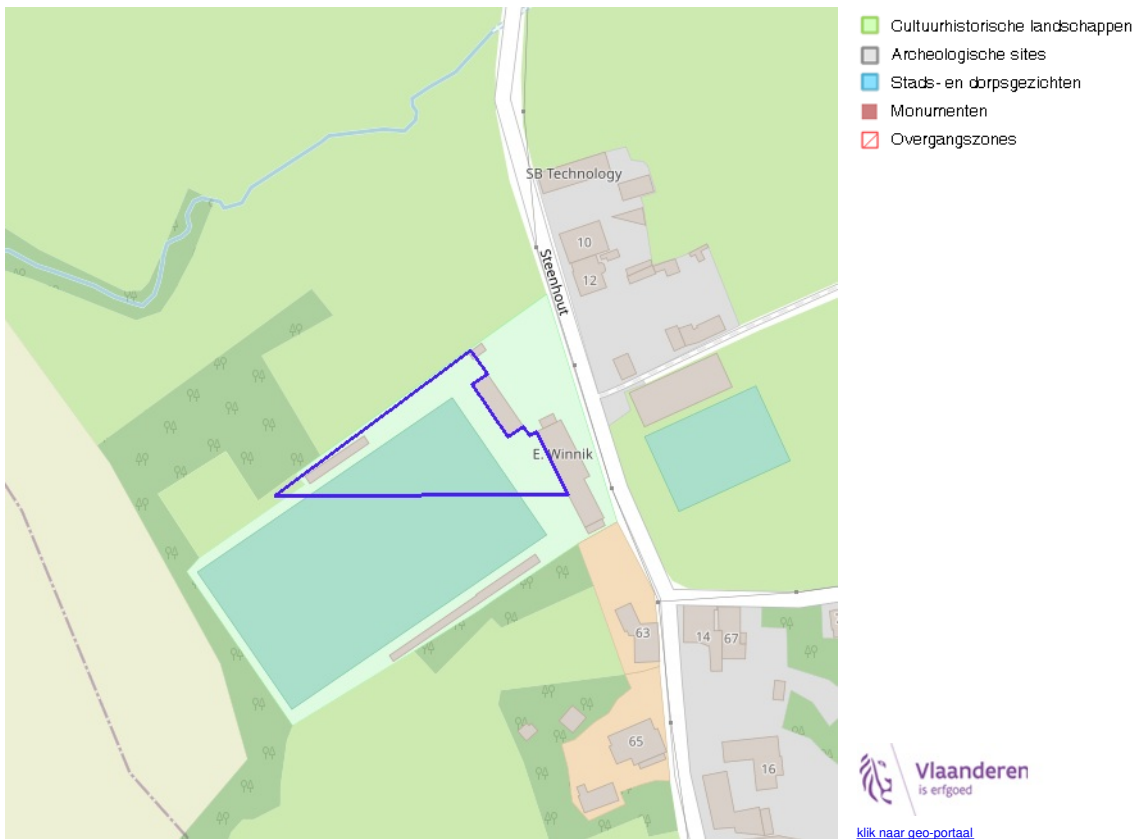 Cultuurhistorische landschappen
Archeologische sites
Stads- en dorpsgezichten
Monumenten
Overgangszones
SB Technology
10
12
Steenhout
E. Winnik
63
14
67
65
16
Vlaanderen
is erfgoed
klik naar geo-portaal